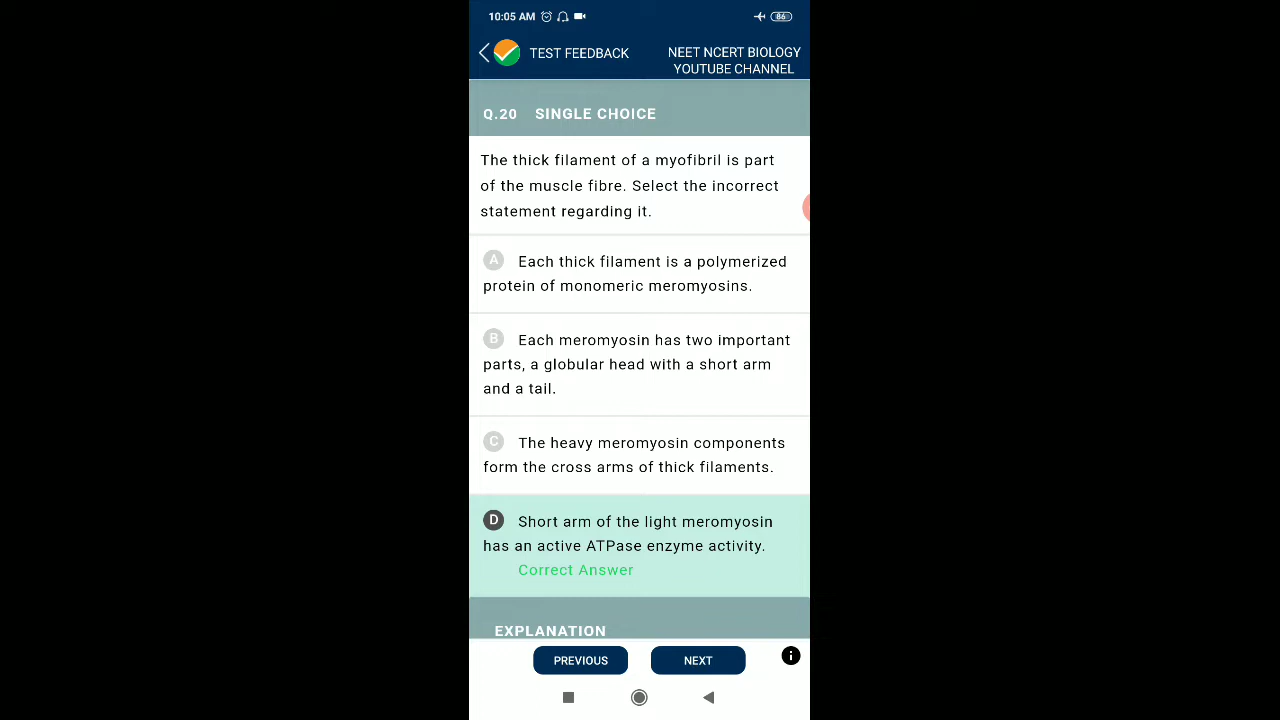 10:05 AM
86
TEST FEEDBACK
NEET NCERT BIOLOGY
YOUTUBE CHANNEL
Q.20 SINGLE CHOICE
The thick filament of a myofibril is part
of the muscle fibre. Select the incorrect
statement regarding it.
A Each thick filament is a polymerized
protein of monomeric meromyosins.
B Each meromyosin has two important
parts, a globular head with a short arm
and a tail.
C The heavy meromyosin components
form the cross arms of thick filaments.
D Short arm of the light meromyosin
has an active ATPase enzyme activity.
Correct Answer
EXPLANATION
PREVIOUS
NEXT
i